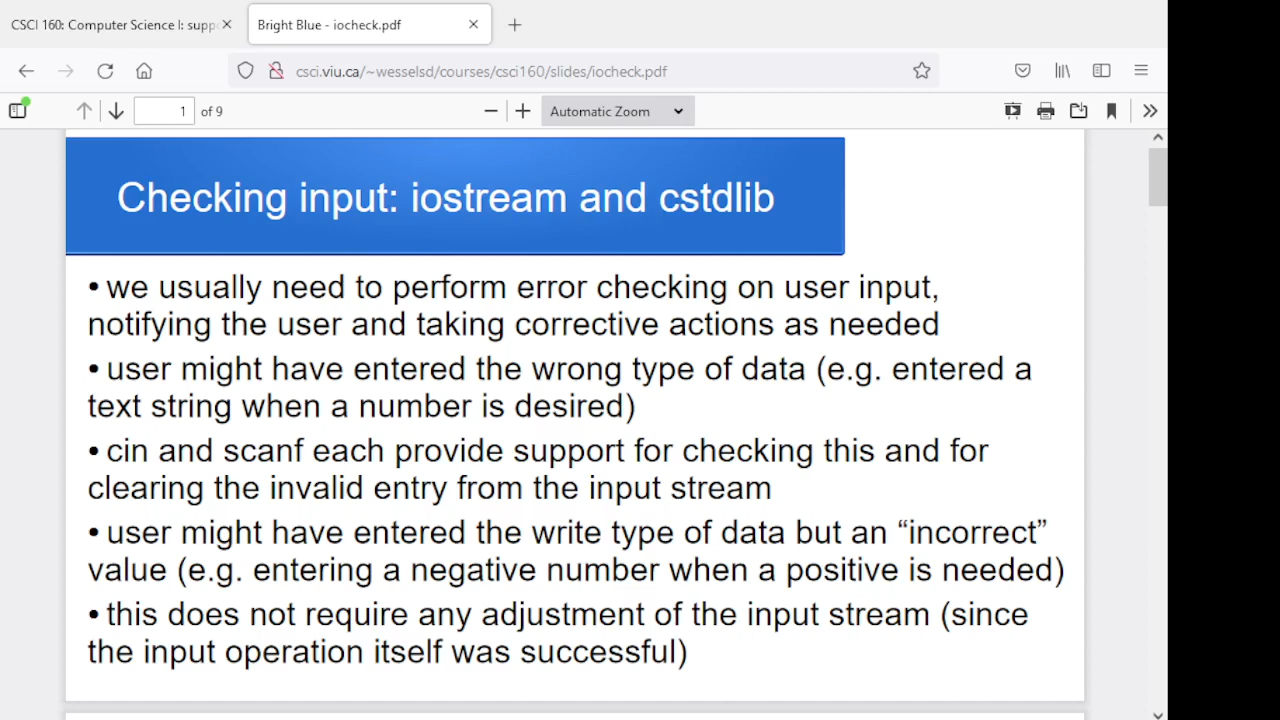 CSCI 160: Computer Science I: suppo
Bright Blue - iocheck.pdf
csci.viu.ca/~wesselsd/courses/csci160/slides/iocheck.pdf
1 of 9
Automatic Zoom
Checking input: iostream and cstdlib
• we usually need to perform error checking on user input,
notifying the user and taking corrective actions as needed
• user might have entered the wrong type of data (e.g. entered a
text string when a number is desired)
• cin and scanf each provide support for checking this and for
clearing the invalid entry from the input stream
• user might have entered the write type of data but an “incorrect”
value (e.g. entering a negative number when a positive is needed)
• this does not require any adjustment of the input stream (since
the input operation itself was successful)